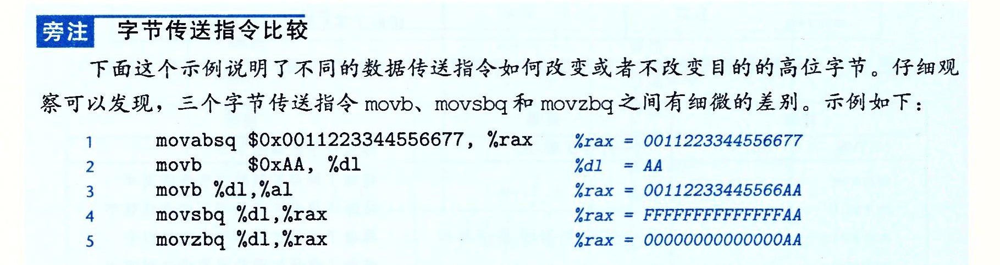 旁注 字节传送指令比较
下面这个示例说明了不同的数据传送指令如何改变或者不改变目的的高位字节。仔细观
察可以发现，三个字节传送指令 movb、movsbq 和 movzbq 之间有细微的差别。示例如下：
1 movabsq $0x0011223344556677, %rax %rax = 0011223344556677
2 movb $0xAA, %dl %dl = AA
3 movb %dl,%al %rax = 00112233445566AA
4 movsbq %dl,%rax %rax = FFFFFFFFFFFFFFAA
5 movzbq %dl,%rax %rax = 00000000000000AA